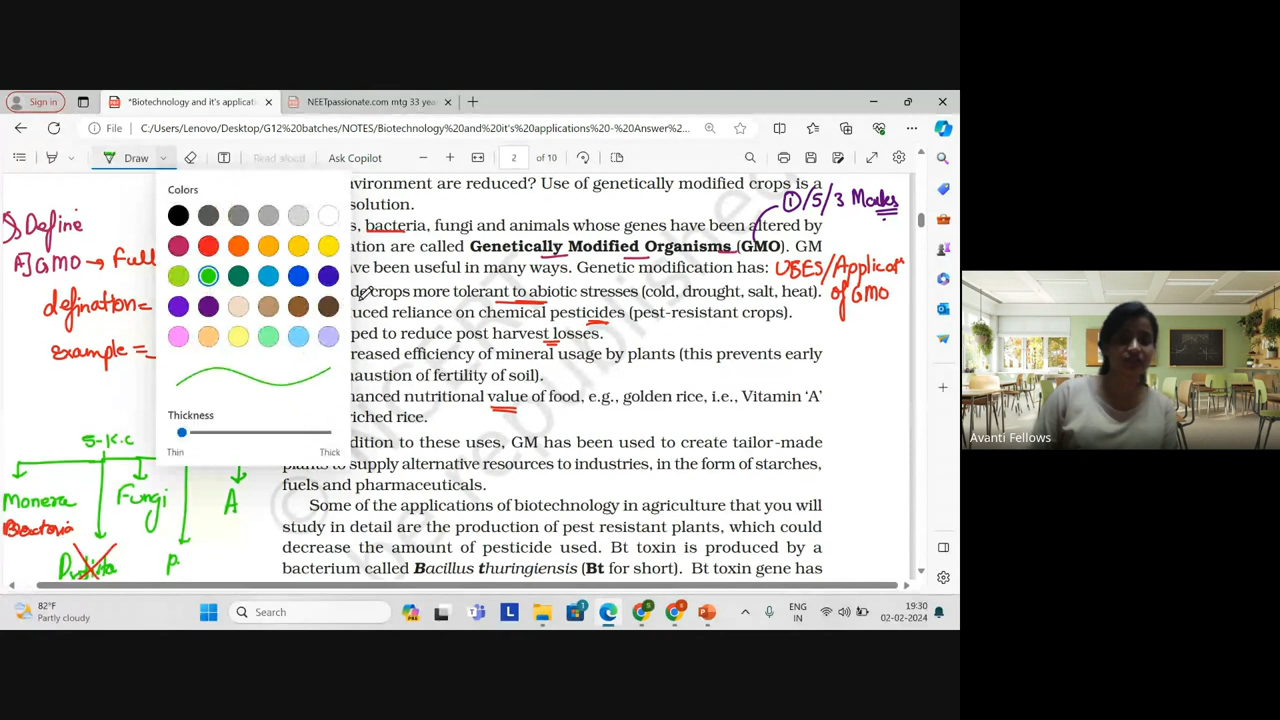 Sign in
*Biotechnology and it's applicati
NEETpassionate.com mtg 33 yea
File
C:/Users/Lenovo/Desktop/G12%20batches/NOTES/Biotechnology%20and%20it's%20applications%20-%20Answer%2...
Draw
Read aloud
Ask Copilot
2
of 10
Colors
Thickness
Thin
Thick
Define
A] GMO → Full
defination=
example =
5-K.C
Monera
Fungi
A
Bacteria
P
nvironment are reduced? Use of genetically modified crops is a
solution.
s, bacteria, fungi and animals whose genes have been altered by
ation are called Genetically Modified Organisms (GMO). GM
ve been useful in many ways. Genetic modification has:
crops more tolerant to abiotic stresses (cold, drought, salt, heat).
uced reliance on chemical pesticides (pest-resistant crops).
ped to reduce post harvest losses.
reased efficiency of mineral usage by plants (this prevents early
haustion of fertility of soil).
hanced nutritional value of food, e.g., golden rice, i.e., Vitamin 'A'
riched rice.
dition to these uses, GM has been used to create tailor-made
plants to supply alternative resources to industries, in the form of starches,
fuels and pharmaceuticals.
Some of the applications of biotechnology in agriculture that you will
study in detail are the production of pest resistant plants, which could
decrease the amount of pesticide used. Bt toxin is produced by a
bacterium called Bacillus thuringiensis (Bt for short). Bt toxin gene has
①/5/3 Marks
USES/Applicatn
of GMO
Avanti Fellows
82°F
Partly cloudy
Search
ENG
IN
19:30
02-02-2024